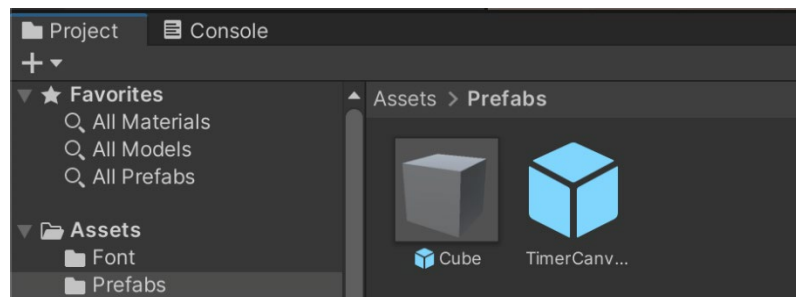 Project Console
Favorites
All Materials
All Models
All Prefabs
Assets
Font
Prefabs
Assets > Prefabs
Cube
TimerCanv...